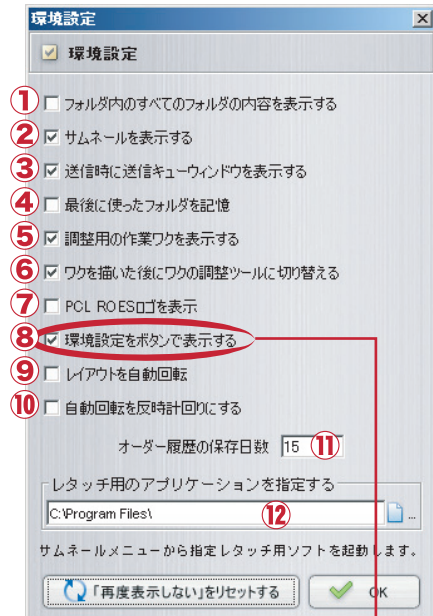 環境設定
環境設定
① フォルダ内のすべてのフォルダの内容を表示する
② サムネールを表示する
③ 送信時に送信キューウィンドウを表示する
④ 最後に使ったフォルダを記憶
⑤ 調整用の作業ワクを表示する
⑥ ワクを描いた後にワクの調整ツールに切り替える
⑦ PCL ROESロゴを表示
⑧ 環境設定をボタンで表示する
⑨ レイアウトを自動回転
⑩ 自動回転を反時計回りにする
オーダー履歴の保存日数 15 ⑪
レタッチ用のアプリケーションを指定する
C:\Program Files\ ⑫ ...
サムネールメニューから指定レタッチ用ソフトを起動します。
「再度表示しない」をリセットする OK